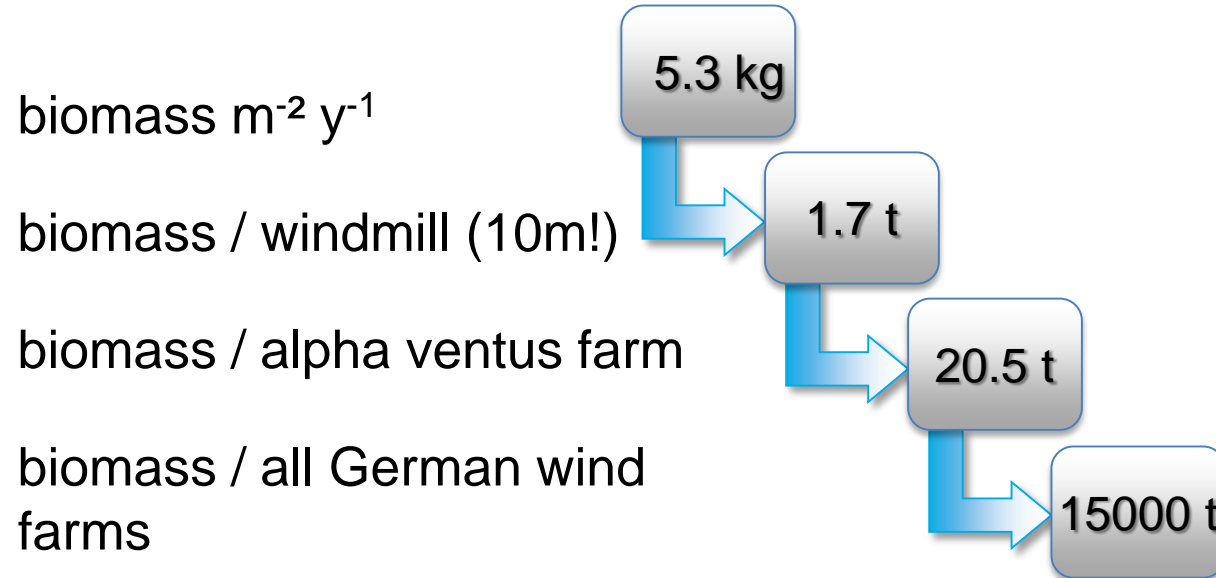 biomass m⁻² y⁻¹
5.3 kg
biomass / windmill (10m!)
1.7 t
biomass / alpha ventus farm
20.5 t
biomass / all German wind
farms
15000 t